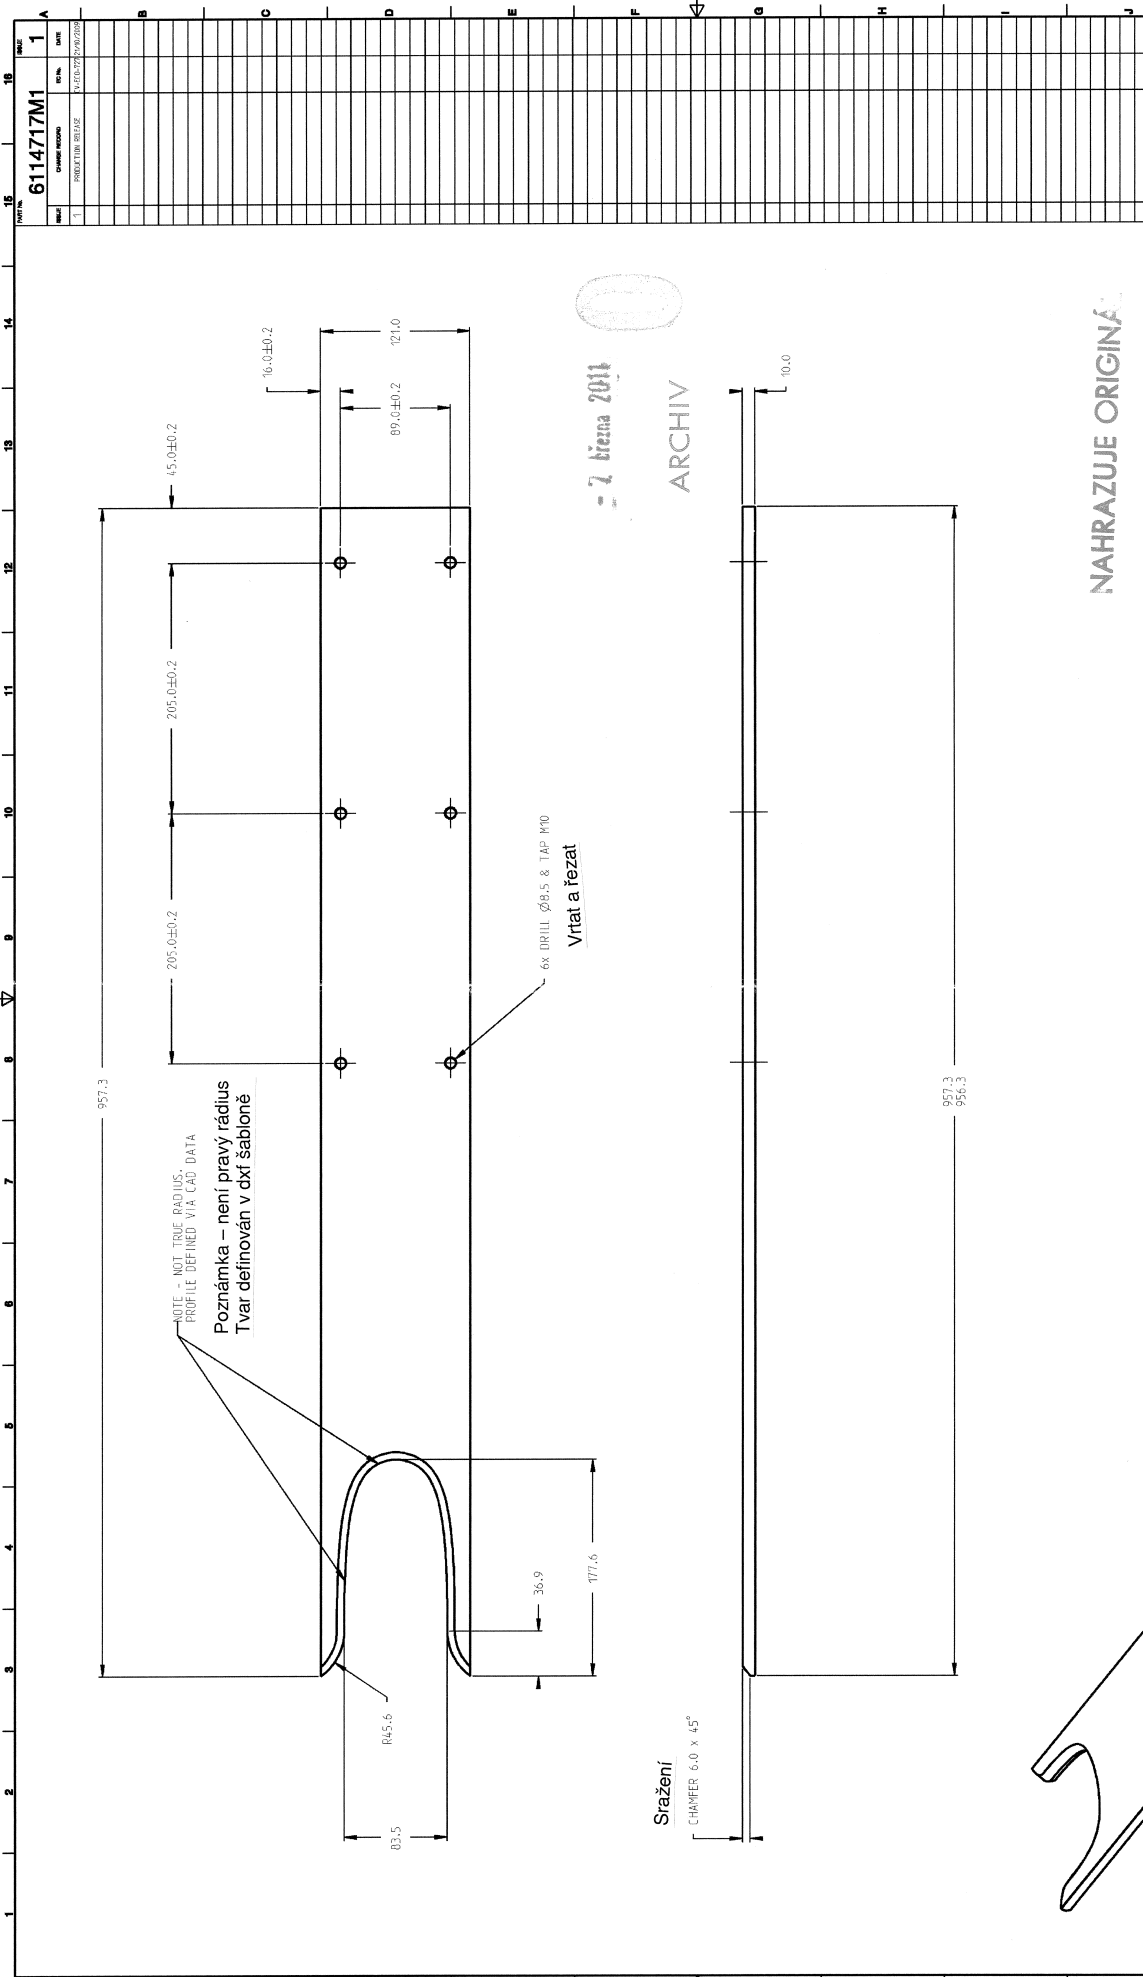 PART No. ISSUE
6114717M1 1
ISSUE CHANGE RECORD EC No. DATE
1 PRODUCTION RELEASE
957.3
45.0±0.2
205.0±0.2
205.0±0.2
16.0±0.2
121.0
89.0±0.2
NOTE - NOT TRUE RADIUS.
PROFILE DEFINED VIA CAD DATA
Poznámka – není pravý rádius
Tvar definován v dxf šabloně
6x DRILL Ø8.5 & TAP M10
Vrtat a řezat
R45.6
83.5
36.9
177.6
března 2011
ARCHIV
Sražení
CHAMFER 6.0 x 45°
10.0
957.3
956.3
NAHRAZUJE ORIGINÁ
1 2 3 4 5 6 7 8 9 10 11 12 13 14 15 16
A B C D E F G H I J